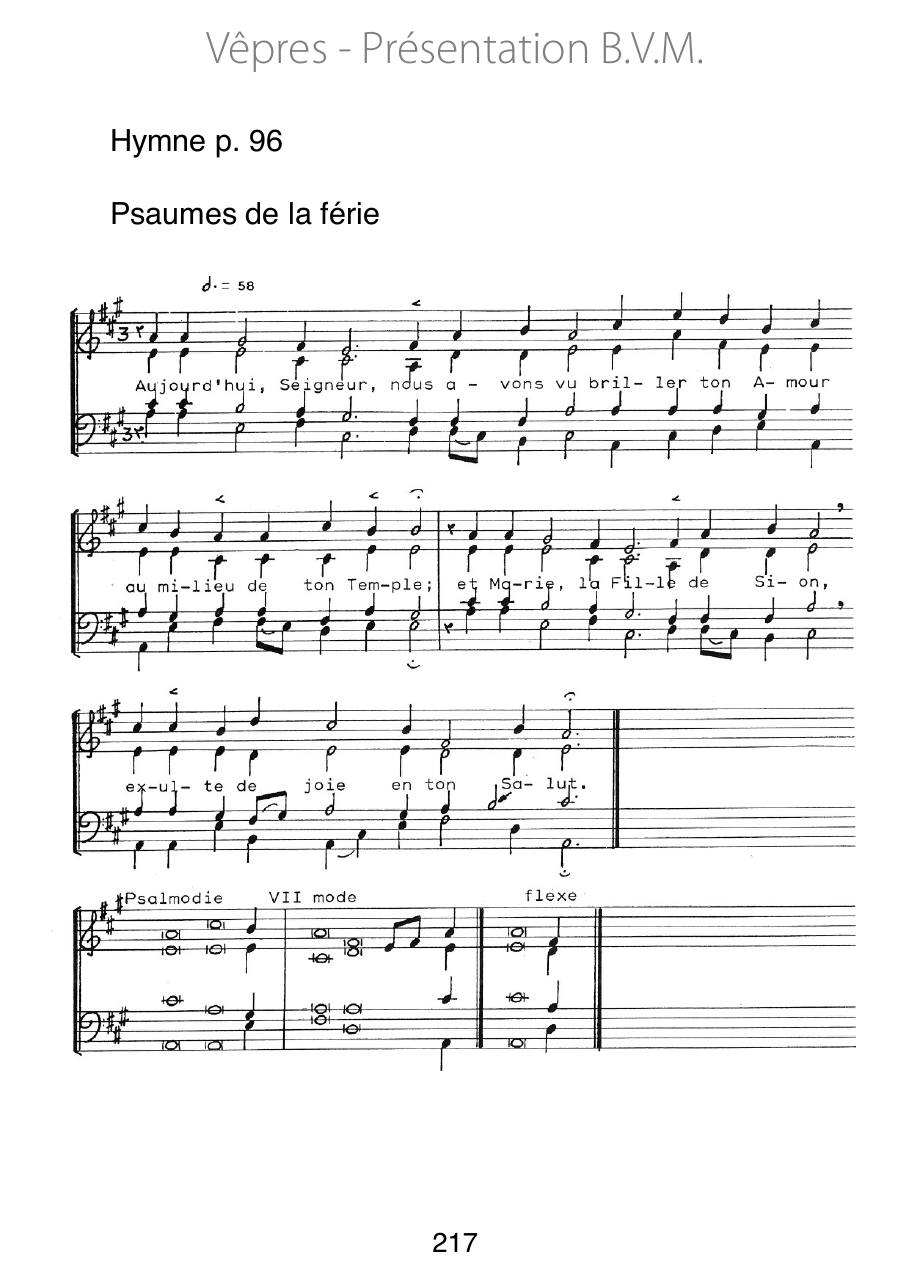 Vêpres - Présentation B.V.M.
Hymne p. 96
Psaumes de la férie
= 58
3
Aujourd'hui, Seigneur, nous a - vons vu bril- ler ton A- mour
3
au mi-lieu de ton Tem-ple; et Ma-rie, la Fil-le de Si- on,
ex-ul- te de joie en ton Sa- lut.
Psalmodie VII mode flexe
217